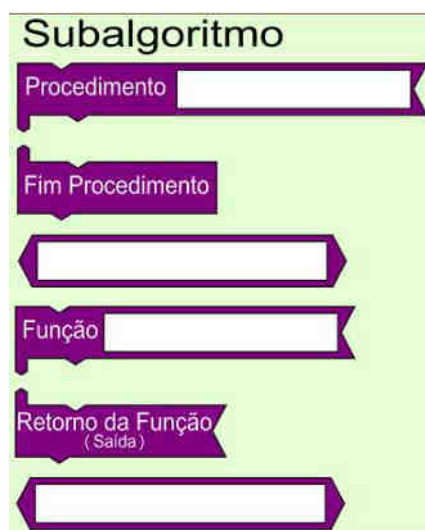 Subalgoritmo
Procedimento
Fim Procedimento
Função
Retorno da Função
(Saída)